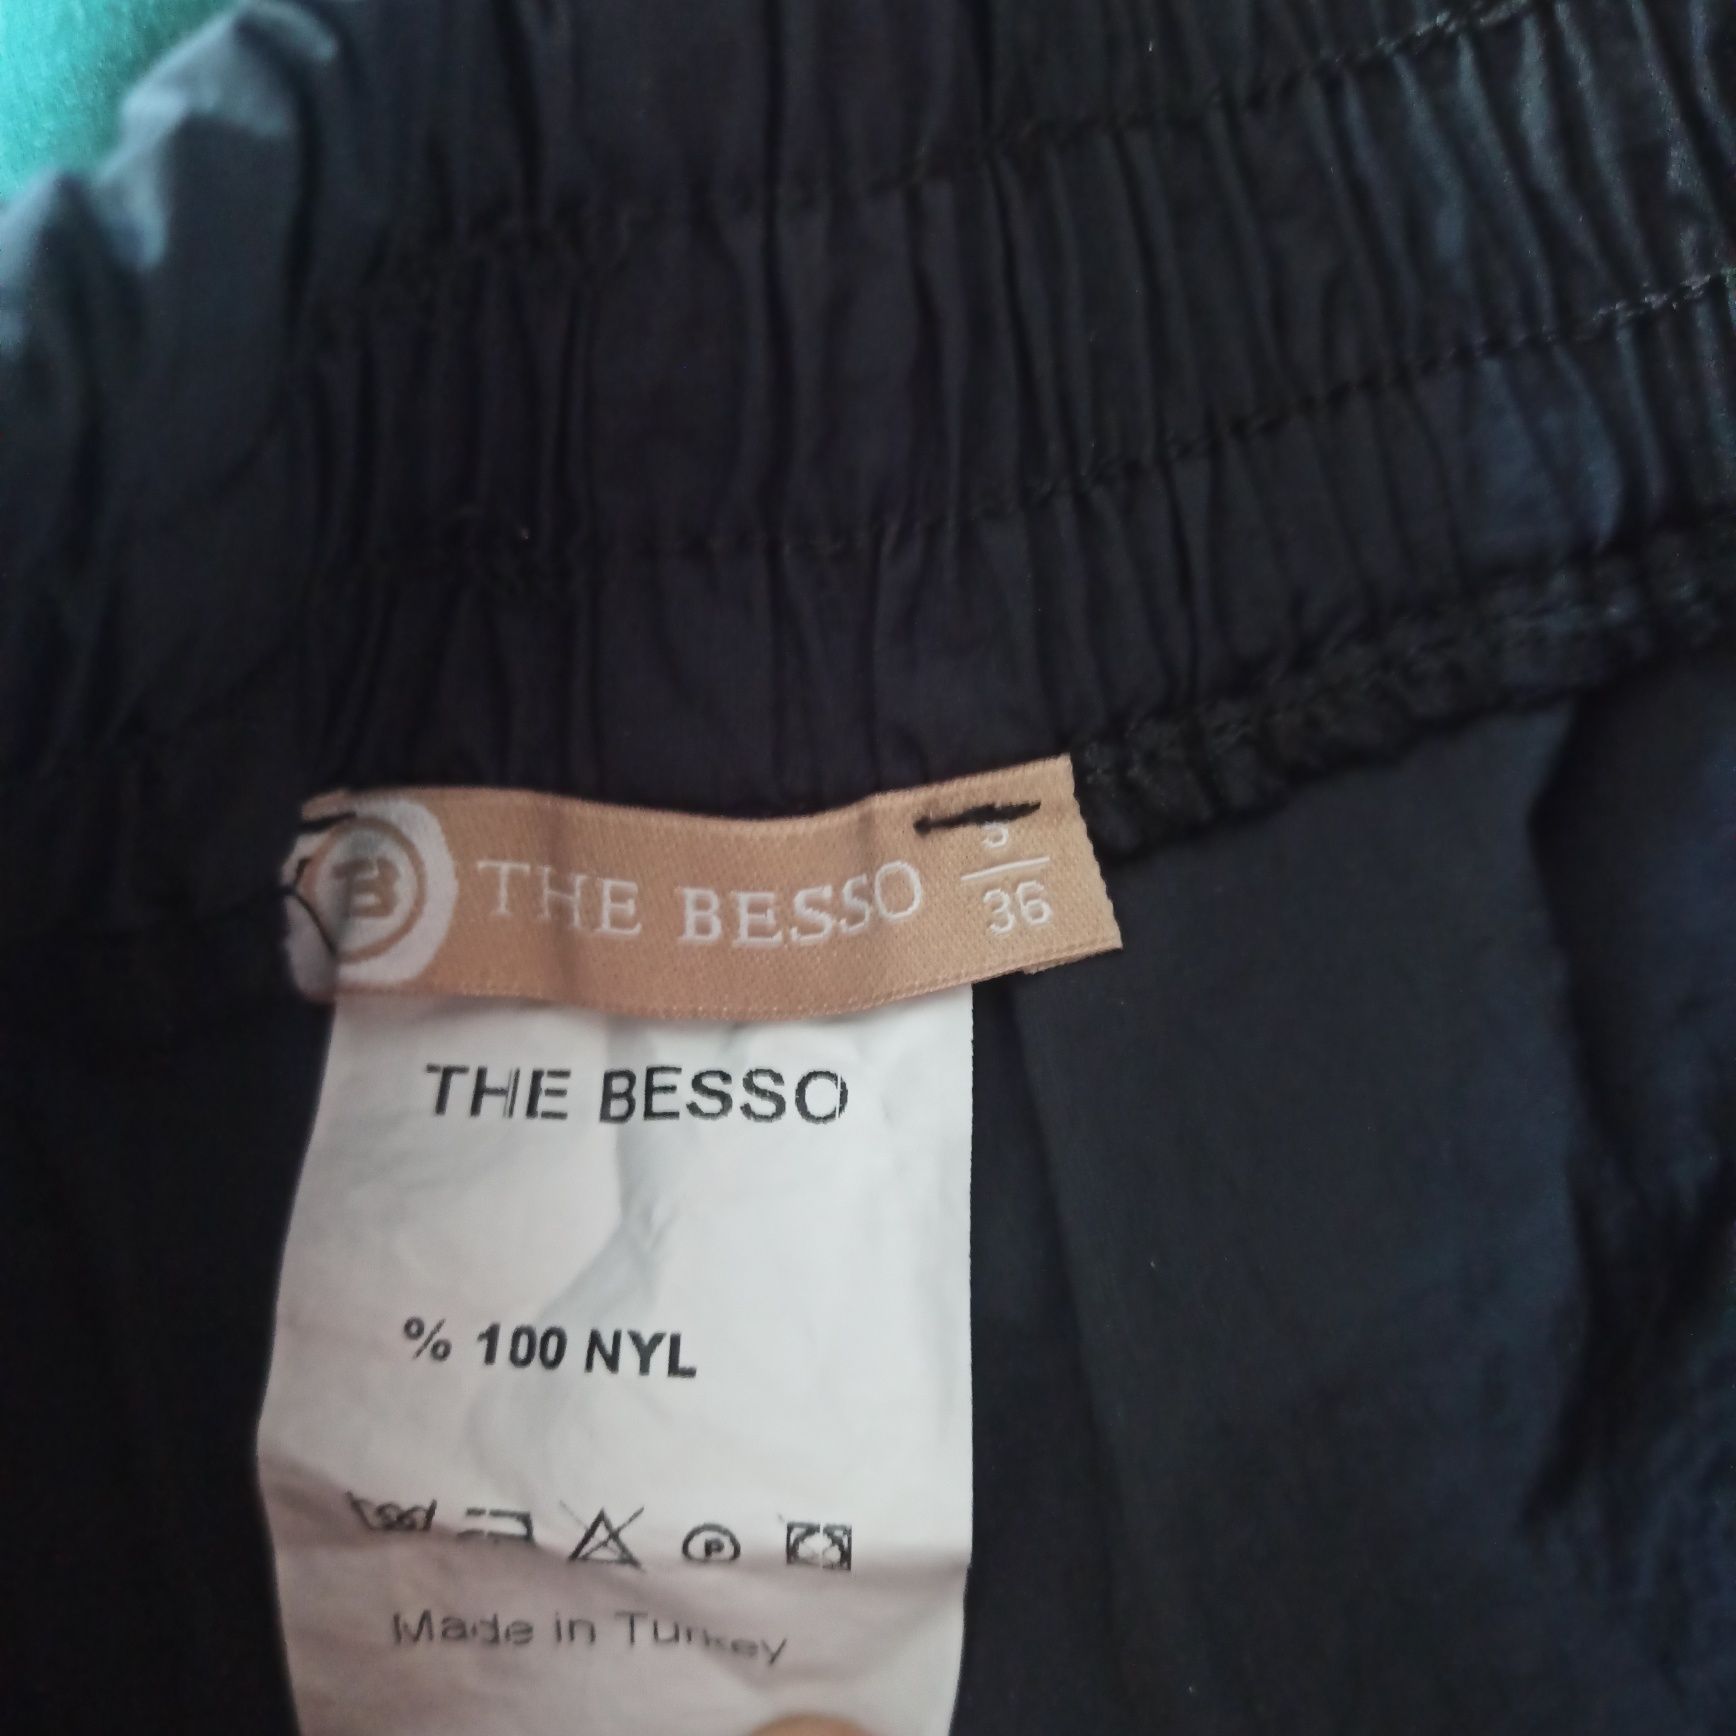 B THE BESSO S
36
THE BESSO
% 100 NYL
P
Made in Turkey